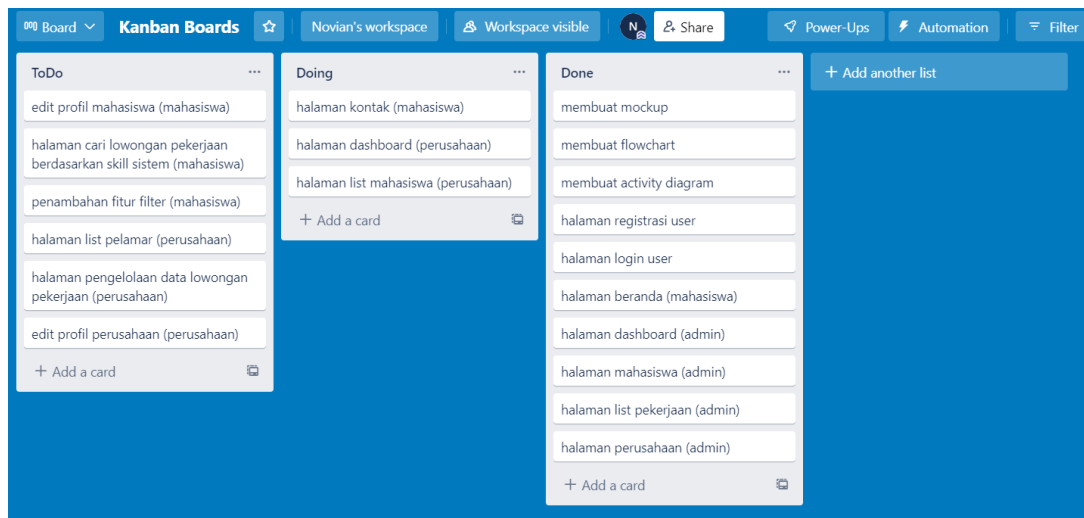 Board
Kanban Boards
Novian's workspace
Workspace visible
N
Share
Power-Ups
Automation
Filter
ToDo
edit profil mahasiswa (mahasiswa)
halaman cari lowongan pekerjaan
berdasarkan skill sistem (mahasiswa)
penambahan fitur filter (mahasiswa)
halaman list pelamar (perusahaan)
halaman pengelolaan data lowongan
pekerjaan (perusahaan)
edit profil perusahaan (perusahaan)
+ Add a card
Doing
halaman kontak (mahasiswa)
halaman dashboard (perusahaan)
halaman list mahasiswa (perusahaan)
+ Add a card
Done
membuat mockup
membuat flowchart
membuat activity diagram
halaman registrasi user
halaman login user
halaman beranda (mahasiswa)
halaman dashboard (admin)
halaman mahasiswa (admin)
halaman list pekerjaan (admin)
halaman perusahaan (admin)
+ Add a card
+ Add another list